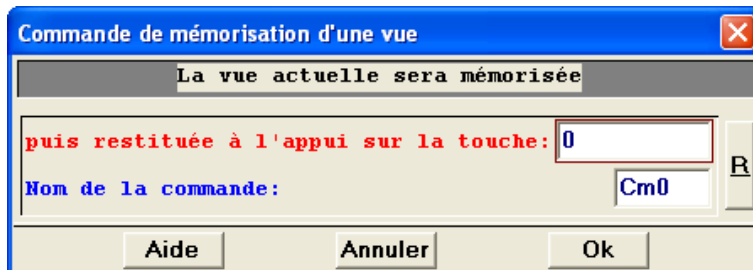 Commande de mémorisation d'une vue
La vue actuelle sera mémorisée
puis restituée à l'appui sur la touche: 0
R
Nom de la commande: Cm0
Aide Annuler Ok